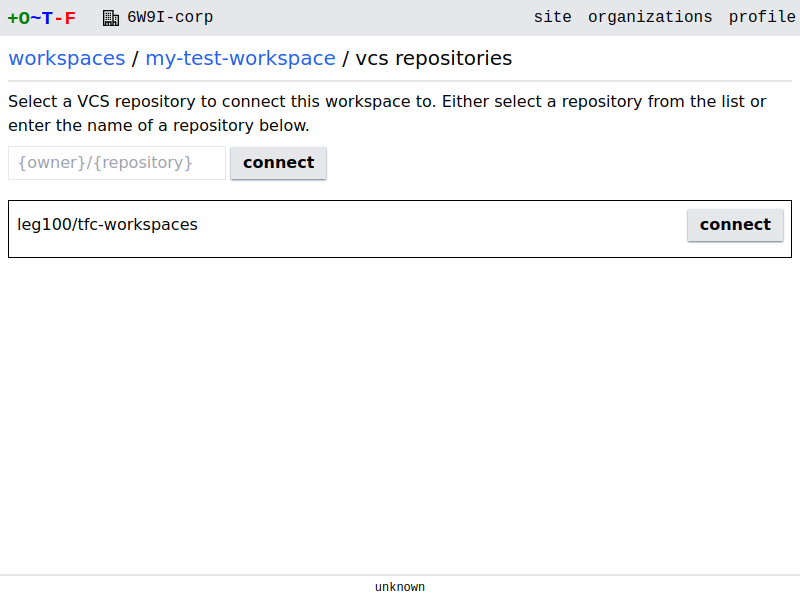 +O~T-F 6W9I-corp site organizations profile
workspaces / my-test-workspace / vcs repositories
Select a VCS repository to connect this workspace to. Either select a repository from the list or
enter the name of a repository below.
{owner}/{repository} connect
leg100/tfc-workspaces connect
unknown